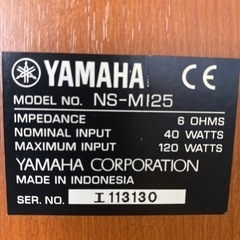 YAMAHA CE
MODEL NO. NS-M125
IMPEDANCE 6 OHMS
NOMINAL INPUT 40 WATTS
MAXIMUM INPUT 120 WATTS
YAMAHA CORPORATION
MADE IN INDONESIA
SER. NO. I 113130